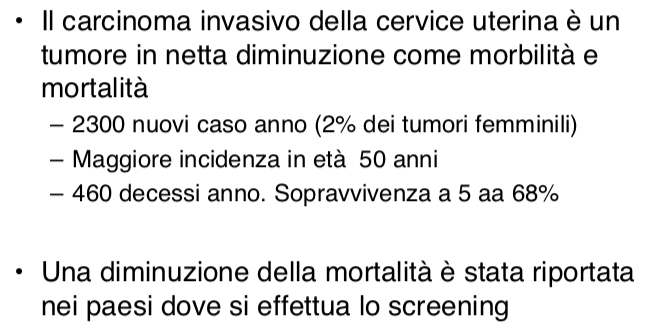 • Il carcinoma invasivo della cervice uterina è un
tumore in netta diminuzione come morbilità e
mortalità
– 2300 nuovi caso anno (2% dei tumori femminili)
– Maggiore incidenza in età 50 anni
– 460 decessi anno. Sopravvivenza a 5 aa 68%
• Una diminuzione della mortalità è stata riportata
nei paesi dove si effettua lo screening